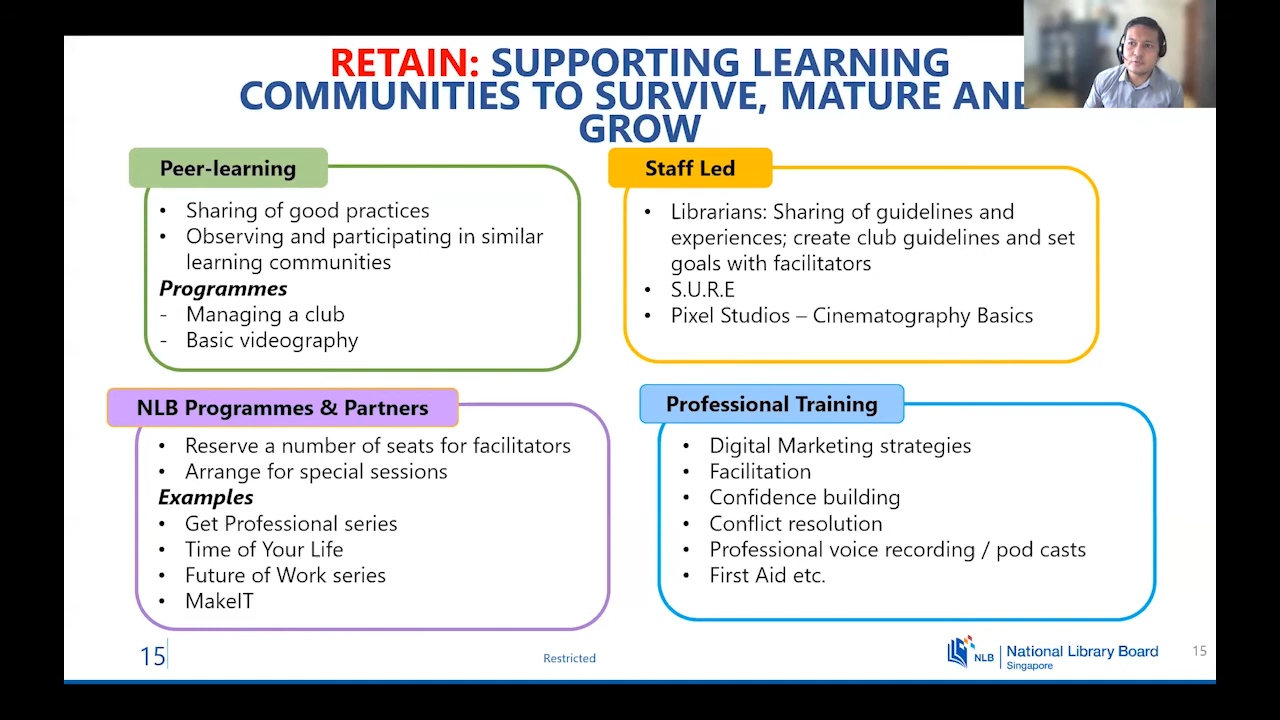 RETAIN: SUPPORTING LEARNING
COMMUNITIES TO SURVIVE, MATURE AND
GROW
Peer-learning
• Sharing of good practices
• Observing and participating in similar
learning communities
Programmes
- Managing a club
- Basic videography
Staff Led
• Librarians: Sharing of guidelines and
experiences; create club guidelines and set
goals with facilitators
• S.U.R.E
• Pixel Studios – Cinematography Basics
NLB Programmes & Partners
• Reserve a number of seats for facilitators
• Arrange for special sessions
Examples
• Get Professional series
• Time of Your Life
• Future of Work series
• MakeIT
Professional Training
• Digital Marketing strategies
• Facilitation
• Confidence building
• Conflict resolution
• Professional voice recording / pod casts
• First Aid etc.
15
Restricted
NLB
National Library Board
Singapore
15